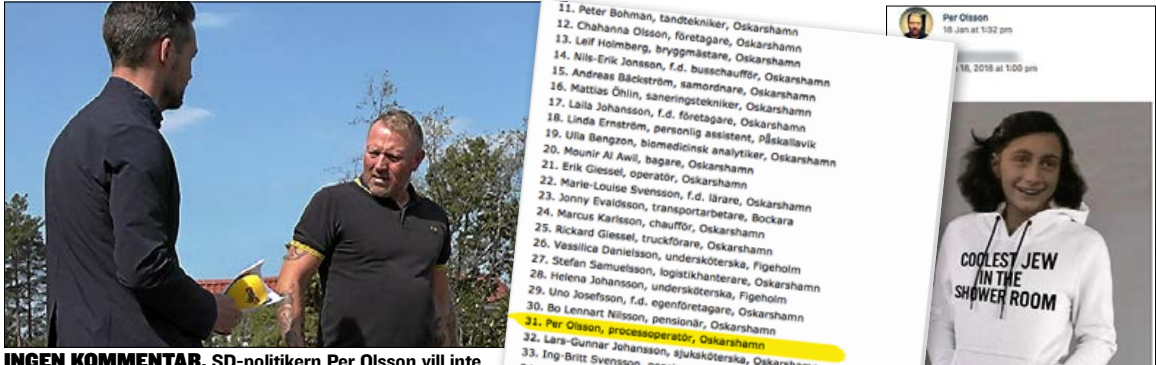 11. Peter Bohman, tandtekniker, Oskarshamn
12. Chahanna Olsson, företagare, Oskarshamn
13. Leif Holmberg, bryggmästare, Oskarshamn
14. Nils-Erik Jonsson, f.d. busschaufför, Oskarshamn
15. Andreas Bäckström, samordnare, Oskarshamn
16. Mattias Öhlin, saneringstekniker, Oskarshamn
17. Laila Johansson, f.d. företagare, Oskarshamn
18. Linda Ernström, personlig assistent, Påskallavik
19. Ulla Bengzon, biomedicinsk analytiker, Oskarshamn
20. Mounir Al Awil, bagare, Oskarshamn
21. Erik Giessel, operatör, Oskarshamn
22. Marie-Louise Svensson, f.d. lärare, Oskarshamn
23. Jonny Evaldsson, transportarbetare, Bockara
24. Marcus Karlsson, chaufför, Oskarshamn
25. Rickard Giessel, truckförare, Oskarshamn
26. Vassilica Danielsson, undersköterska, Figeholm
27. Stefan Samuelsson, logistikhanterare, Oskarshamn
28. Helena Johansson, undersköterska, Figeholm
29. Uno Josefsson, f.d. egenföretagare, Oskarshamn
30. Bo Lennart Nilsson, pensionär, Oskarshamn
31. Per Olsson, processoperatör, Oskarshamn
32. Lars-Gunnar Johansson, sjuksköterska, Oskarshamn
33. Ing-Britt Svensson,
Per Olsson
18 Jan at 1:32 pm
18, 2018 at 1:00 pm
COOLEST JEW
IN THE
SHOWER ROOM
INGEN KOMMENTAR. SD-politikern Per Olsson vill inte